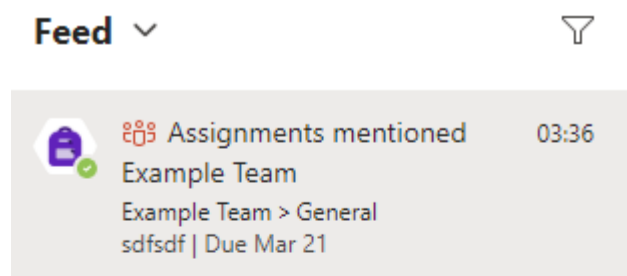 Feed
Assignments mentioned 03:36
Example Team
Example Team > General
sdfsdf | Due Mar 21